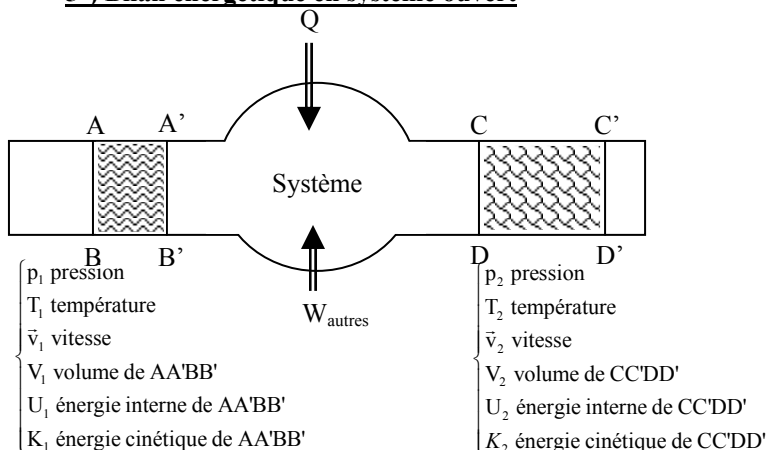 3°) Bilan énergétique en système ouvert
Q
A A' C C'
Système
B B' D D'
W_autres
p₁ pression
T₁ température
v⃗₁ vitesse
V₁ volume de AA'BB'
U₁ énergie interne de AA'BB'
K₁ énergie cinétique de AA'BB'
p₂ pression
T₂ température
v⃗₂ vitesse
V₂ volume de CC'DD'
U₂ énergie interne de CC'DD'
K₂ énergie cinétique de CC'DD'